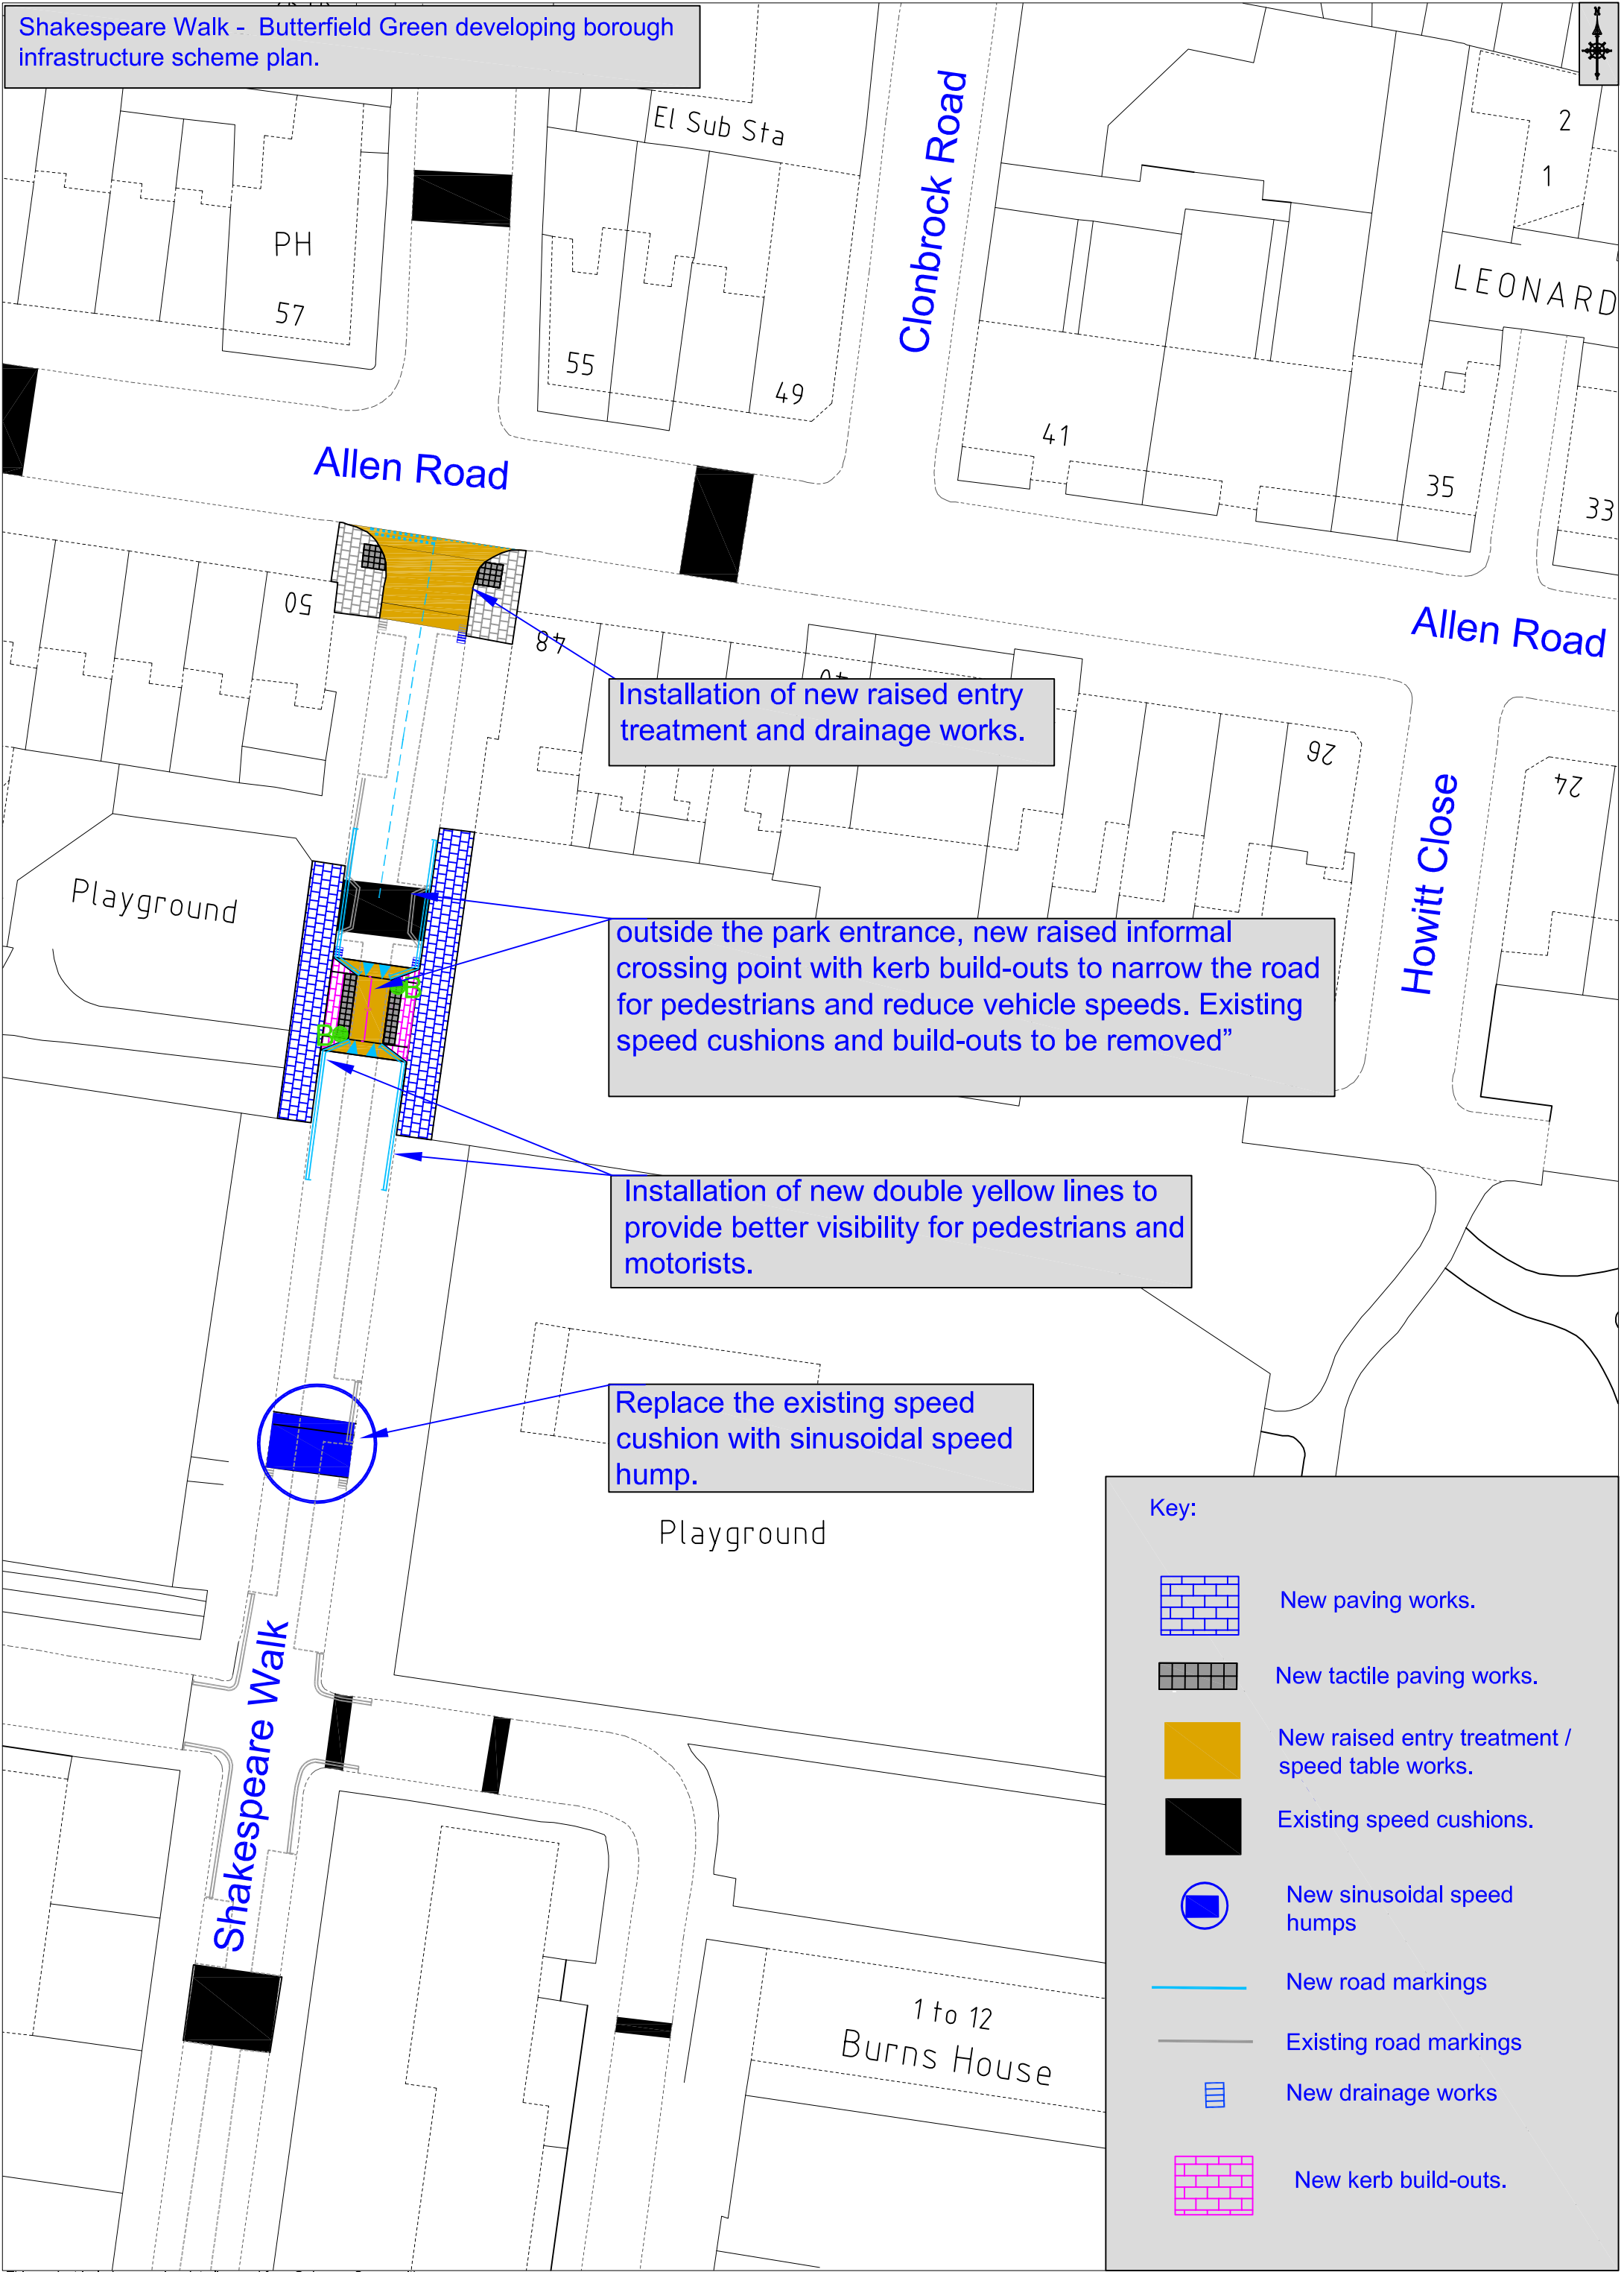 Shakespeare Walk - Butterfield Green developing borough
infrastructure scheme plan.
N
El Sub Sta
2
1
Clonbrock Road
PH
57
LEONARD
55
49
41
35
33
Allen Road
50
48
40
Allen Road
Installation of new raised entry
treatment and drainage works.
26
24
Howitt Close
Playground
outside the park entrance, new raised informal
crossing point with kerb build-outs to narrow the road
for pedestrians and reduce vehicle speeds. Existing
speed cushions and build-outs to be removed”
Installation of new double yellow lines to
provide better visibility for pedestrians and
motorists.
Replace the existing speed
cushion with sinusoidal speed
hump.
Playground
Shakespeare Walk
1 to 12
Burns House
Key:
New paving works.
New tactile paving works.
New raised entry treatment /
speed table works.
Existing speed cushions.
New sinusoidal speed
humps
New road markings
Existing road markings
New drainage works
New kerb build-outs.